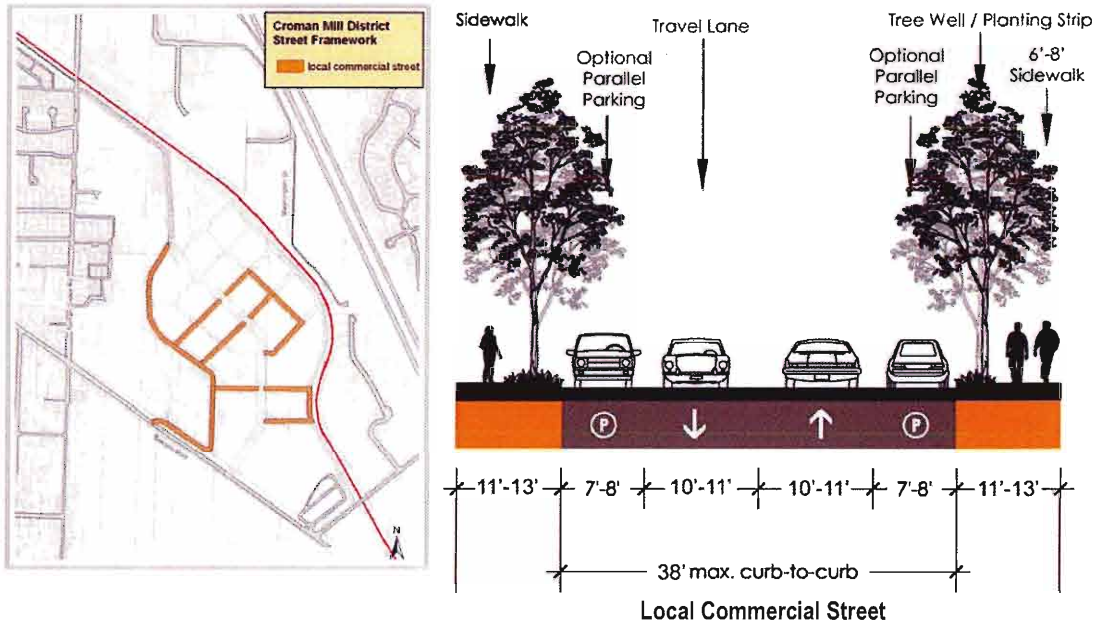 Croman Mill District
Street Framework
local commercial street
N
Sidewalk
Travel Lane
Tree Well / Planting Strip
Optional
Parallel
Parking
Optional
Parallel
Parking
6'-8'
Sidewalk
P
P
11'-13'
7'-8'
10'-11'
10'-11'
7'-8'
11'-13'
38' max. curb-to-curb
Local Commercial Street